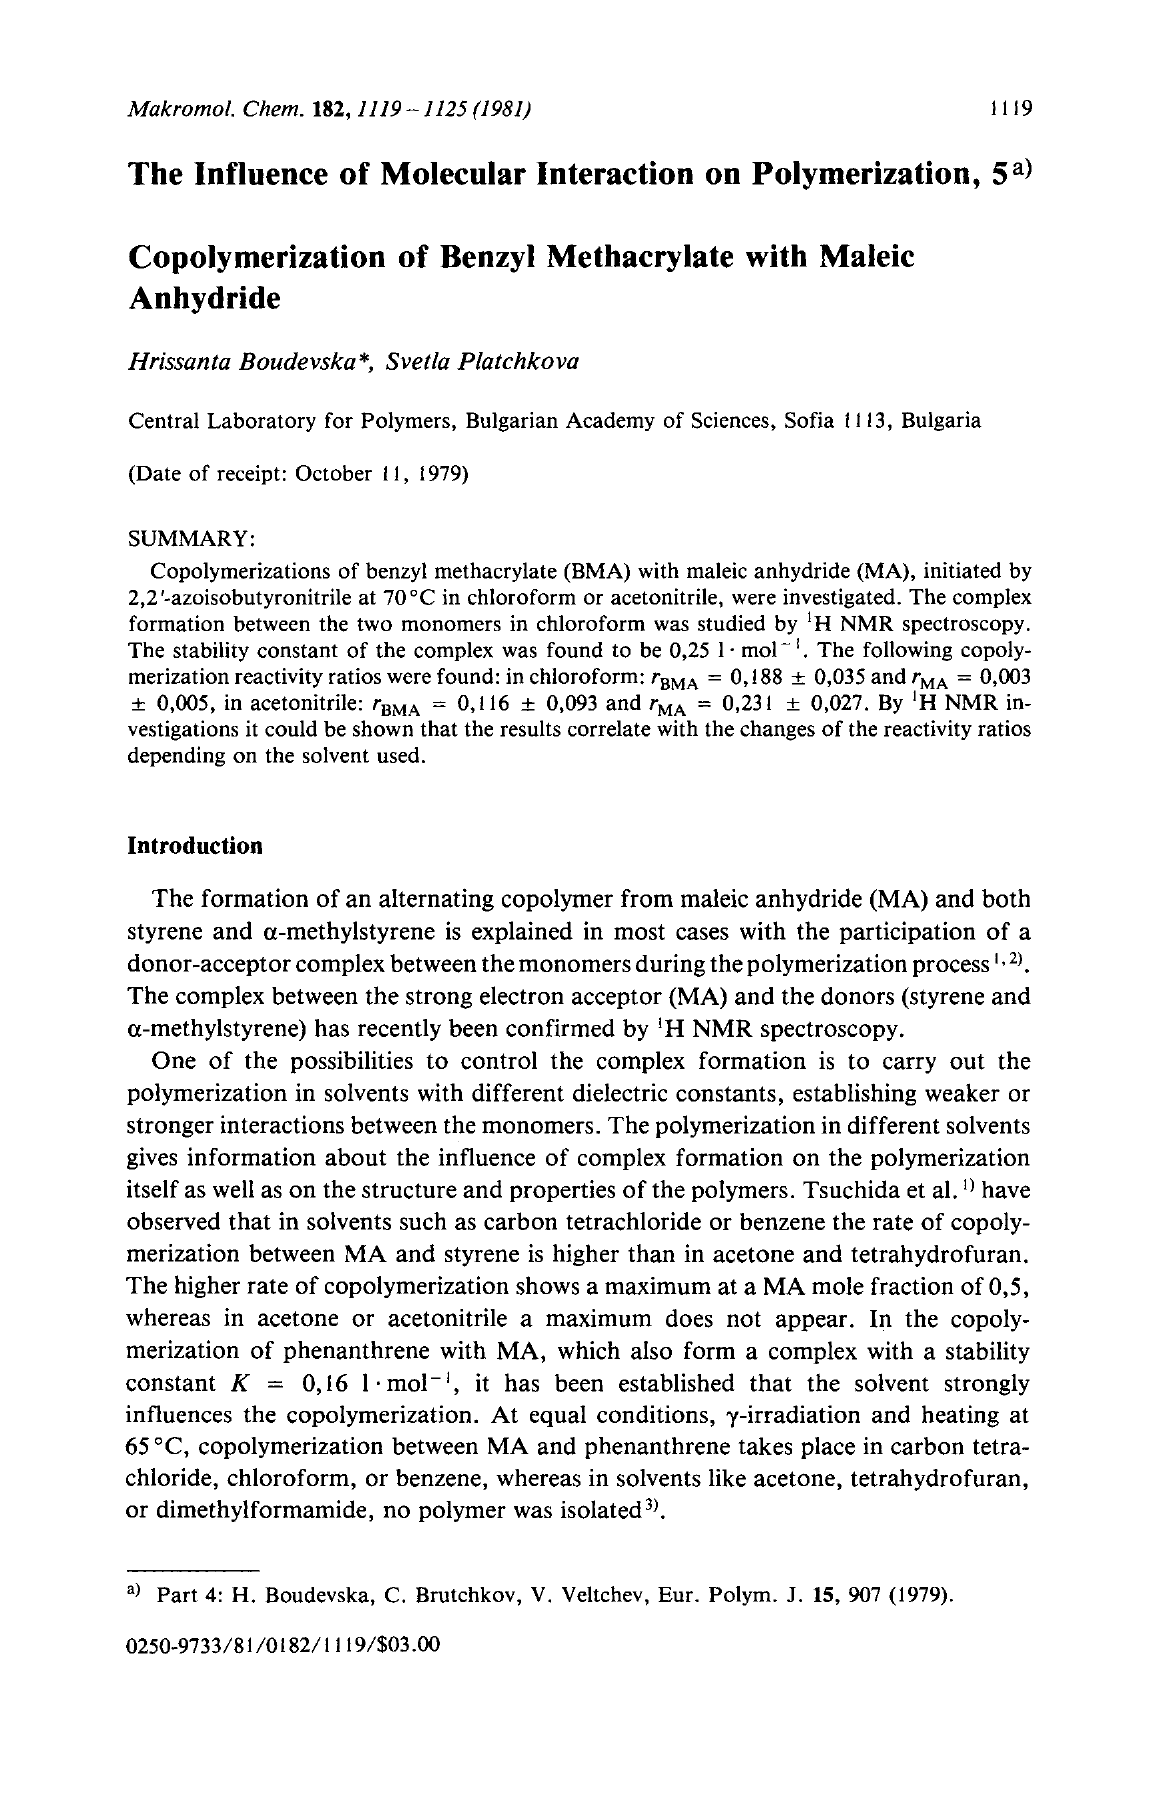 Makromol. Chem. 182, 1119–1125 (1981) 1119
The Influence of Molecular Interaction on Polymerization, 5 a)
Copolymerization of Benzyl Methacrylate with Maleic
Anhydride
Hrissanta Boudevska*, Svetla Platchkova
Central Laboratory for Polymers, Bulgarian Academy of Sciences, Sofia 1113, Bulgaria
(Date of receipt: October 11, 1979)
SUMMARY:
Copolymerizations of benzyl methacrylate (BMA) with maleic anhydride (MA), initiated by
2,2′-azoisobutyronitrile at 70 °C in chloroform or acetonitrile, were investigated. The complex
formation between the two monomers in chloroform was studied by ¹H NMR spectroscopy.
The stability constant of the complex was found to be 0,25 l · mol⁻¹. The following copoly-
merization reactivity ratios were found: in chloroform: r_BMA = 0,188 ± 0,035 and r_MA = 0,003
± 0,005, in acetonitrile: r_BMA = 0,116 ± 0,093 and r_MA = 0,231 ± 0,027. By ¹H NMR in-
vestigations it could be shown that the results correlate with the changes of the reactivity ratios
depending on the solvent used.
Introduction
The formation of an alternating copolymer from maleic anhydride (MA) and both
styrene and α-methylstyrene is explained in most cases with the participation of a
donor-acceptor complex between the monomers during the polymerization process 1,2).
The complex between the strong electron acceptor (MA) and the donors (styrene and
α-methylstyrene) has recently been confirmed by ¹H NMR spectroscopy.
One of the possibilities to control the complex formation is to carry out the
polymerization in solvents with different dielectric constants, establishing weaker or
stronger interactions between the monomers. The polymerization in different solvents
gives information about the influence of complex formation on the polymerization
itself as well as on the structure and properties of the polymers. Tsuchida et al. 1) have
observed that in solvents such as carbon tetrachloride or benzene the rate of copoly-
merization between MA and styrene is higher than in acetone and tetrahydrofuran.
The higher rate of copolymerization shows a maximum at a MA mole fraction of 0,5,
whereas in acetone or acetonitrile a maximum does not appear. In the copoly-
merization of phenanthrene with MA, which also form a complex with a stability
constant K = 0,16 l · mol⁻¹, it has been established that the solvent strongly
influences the copolymerization. At equal conditions, γ-irradiation and heating at
65 °C, copolymerization between MA and phenanthrene takes place in carbon tetra-
chloride, chloroform, or benzene, whereas in solvents like acetone, tetrahydrofuran,
or dimethylformamide, no polymer was isolated 3).
a) Part 4: H. Boudevska, C. Brutchkov, V. Veltchev, Eur. Polym. J. 15, 907 (1979).
0250-9733/81/0182/1119/$03.00